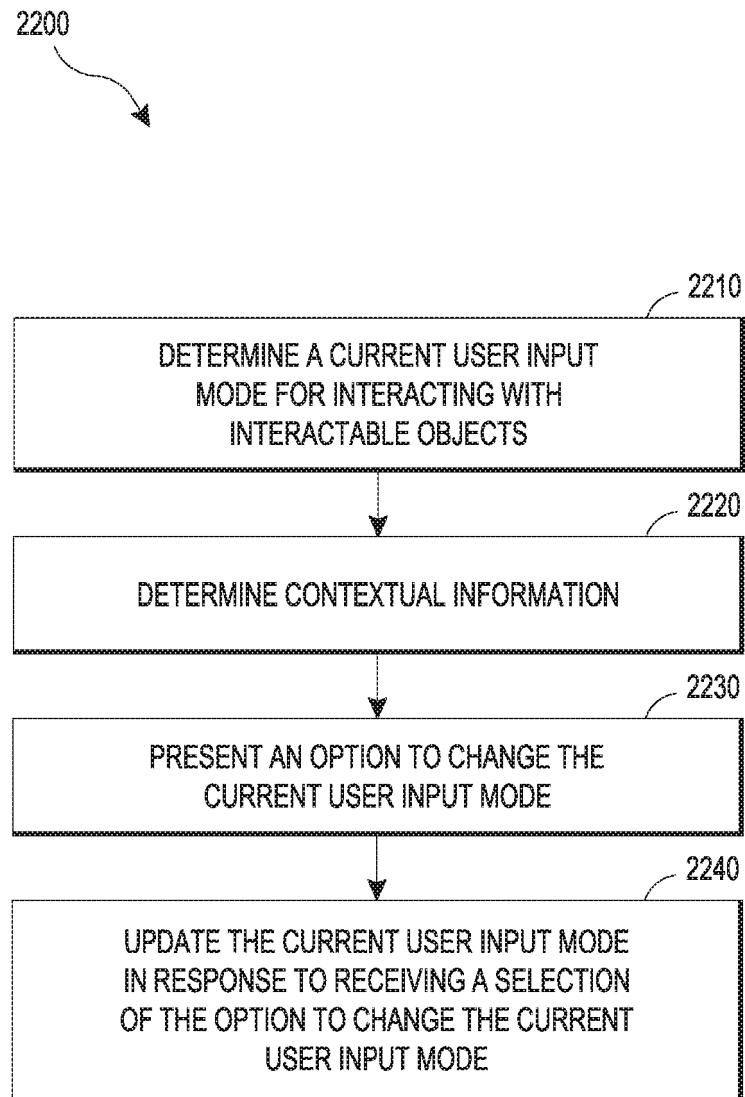 2200
2210
DETERMINE A CURRENT USER INPUT
MODE FOR INTERACTING WITH
INTERACTABLE OBJECTS
2220
DETERMINE CONTEXTUAL INFORMATION
2230
PRESENT AN OPTION TO CHANGE THE
CURRENT USER INPUT MODE
2240
UPDATE THE CURRENT USER INPUT MODE
IN RESPONSE TO RECEIVING A SELECTION
OF THE OPTION TO CHANGE THE CURRENT
USER INPUT MODE